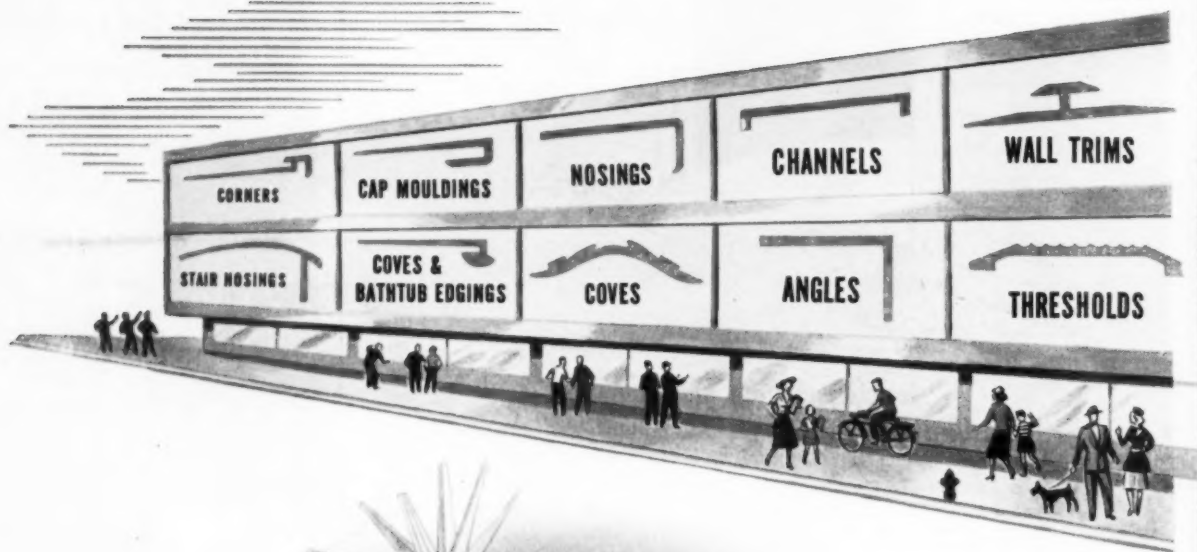 CORNERS
CAP MOULDINGS
NOSINGS
CHANNELS
WALL TRIMS
STAIR NOSINGS
COVES &
BATHTUB EDGINGS
COVES
ANGLES
THRESHOLDS